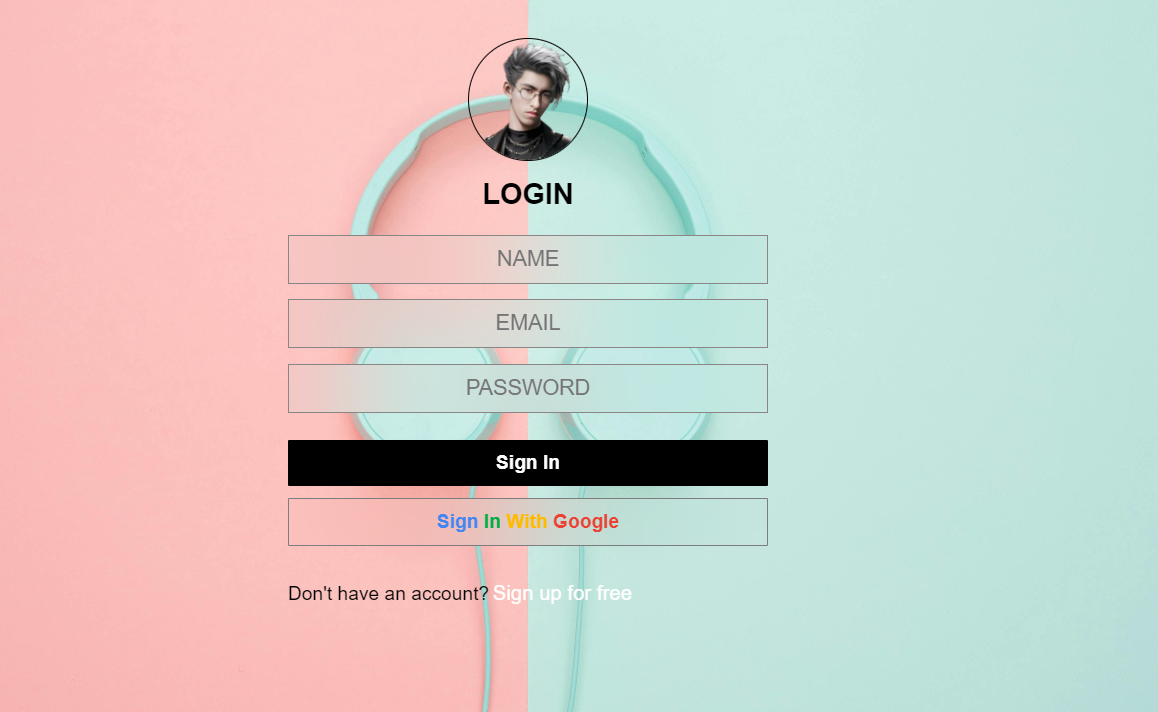 LOGIN
NAME
EMAIL
PASSWORD
Sign In
Sign In With Google
Don't have an account? Sign up for free